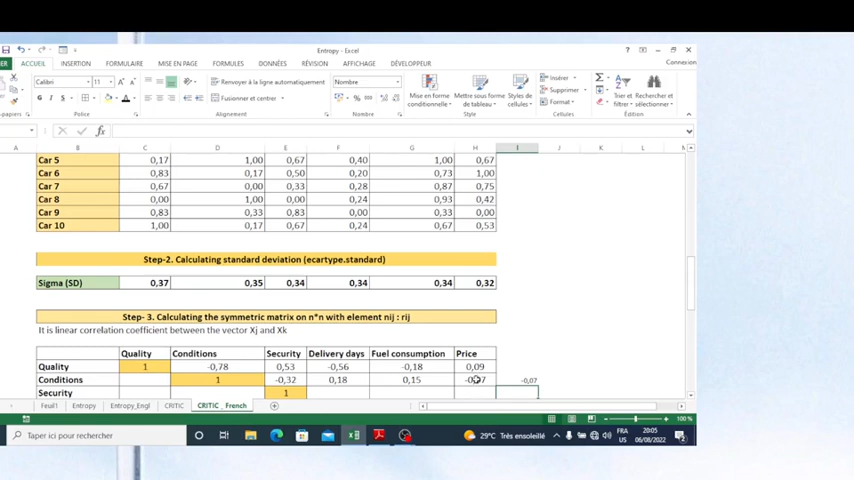 Entropy - Excel
ACCUEIL INSERTION FORMULAIRE MISE EN PAGE FORMULES DONNÉES RÉVISION AFFICHAGE DÉVELOPPEUR Connexion
Calibri 11 Renvoyer à la ligne automatiquement Nombre Insérer
G I S Fusionner et centrer % Mise en forme conditionnelle Mettre sous forme de tableau Styles de cellules Supprimer Format Trier et filtrer Rechercher et sélectionner
Police Alignement Nombre Style Cellules Édition
A B C D E F G H I J K L
Car 5 0,17 1,00 0,67 0,40 1,00 0,67
Car 6 0,83 0,17 0,50 0,20 0,73 1,00
Car 7 0,67 0,00 0,33 0,28 0,87 0,75
Car 8 0,00 1,00 0,00 0,24 0,93 0,42
Car 9 0,83 0,33 0,83 0,00 0,33 0,00
Car 10 1,00 0,17 0,67 0,24 0,67 0,53
Step-2. Calculating standard deviation (ecartype.standard)
Sigma (SD) 0,37 0,35 0,34 0,34 0,34 0,32
Step- 3. Calculating the symmetric matrix on n*n with element nij : rij
It is linear correlation coefficient between the vector Xj and Xk
Quality Conditions Security Delivery days Fuel consumption Price
Quality 1 -0,78 0,53 -0,56 -0,18 0,09
Conditions 1 -0,32 0,18 0,15 -0,07 -0,07
Security 1
Feuil1 Entropy Entropy_Engl CRITIC CRITIC _ French
100 %
Taper ici pour rechercher 29°C Très ensoleillé FRA 20:05
US 06/08/2022